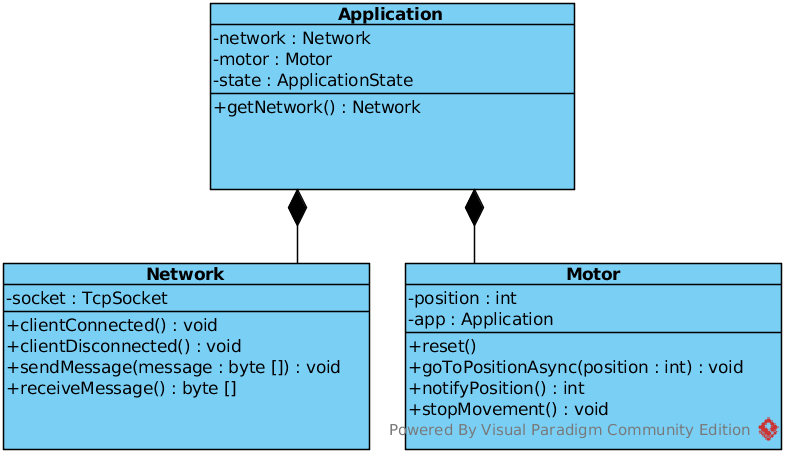 Application
-network : Network
-motor : Motor
-state : ApplicationState
+getNetwork() : Network
Network
-socket : TcpSocket
+clientConnected() : void
+clientDisconnected() : void
+sendMessage(message : byte []) : void
+receiveMessage() : byte []
Motor
-position : int
-app : Application
+reset()
+goToPositionAsync(position : int) : void
+notifyPosition() : int
+stopMovement() : void
Powered By Visual Paradigm Community Edition